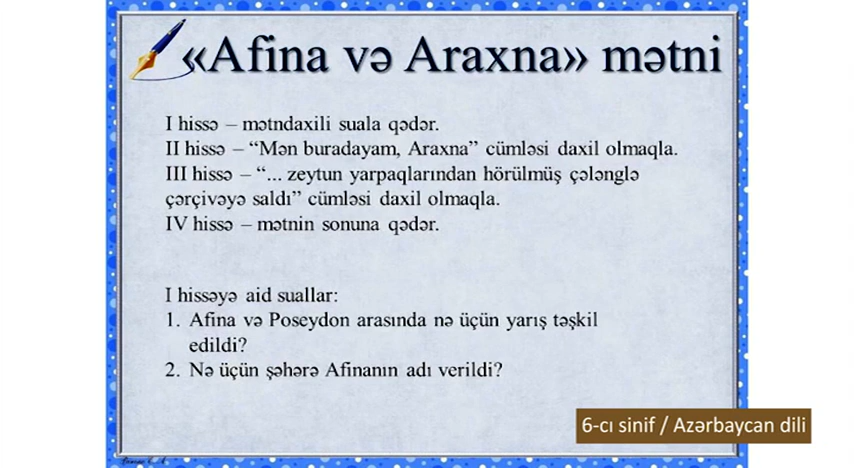 «Afina və Araxna» mətni
I hissə – mətndaxili suala qədər.
II hissə – “Mən buradayam, Araxna” cümləsi daxil olmaqla.
III hissə – “... zeytun yarpaqlarından hörülmüş çələnglə
çərçivəyə saldı” cümləsi daxil olmaqla.
IV hissə – mətnin sonuna qədər.
I hissəyə aid suallar:
1. Afina və Poseydon arasında nə üçün yarış təşkil
edildi?
2. Nə üçün şəhərə Afinanın adı verildi?
6-cı sinif / Azərbaycan dili